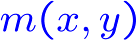 m(x, y)